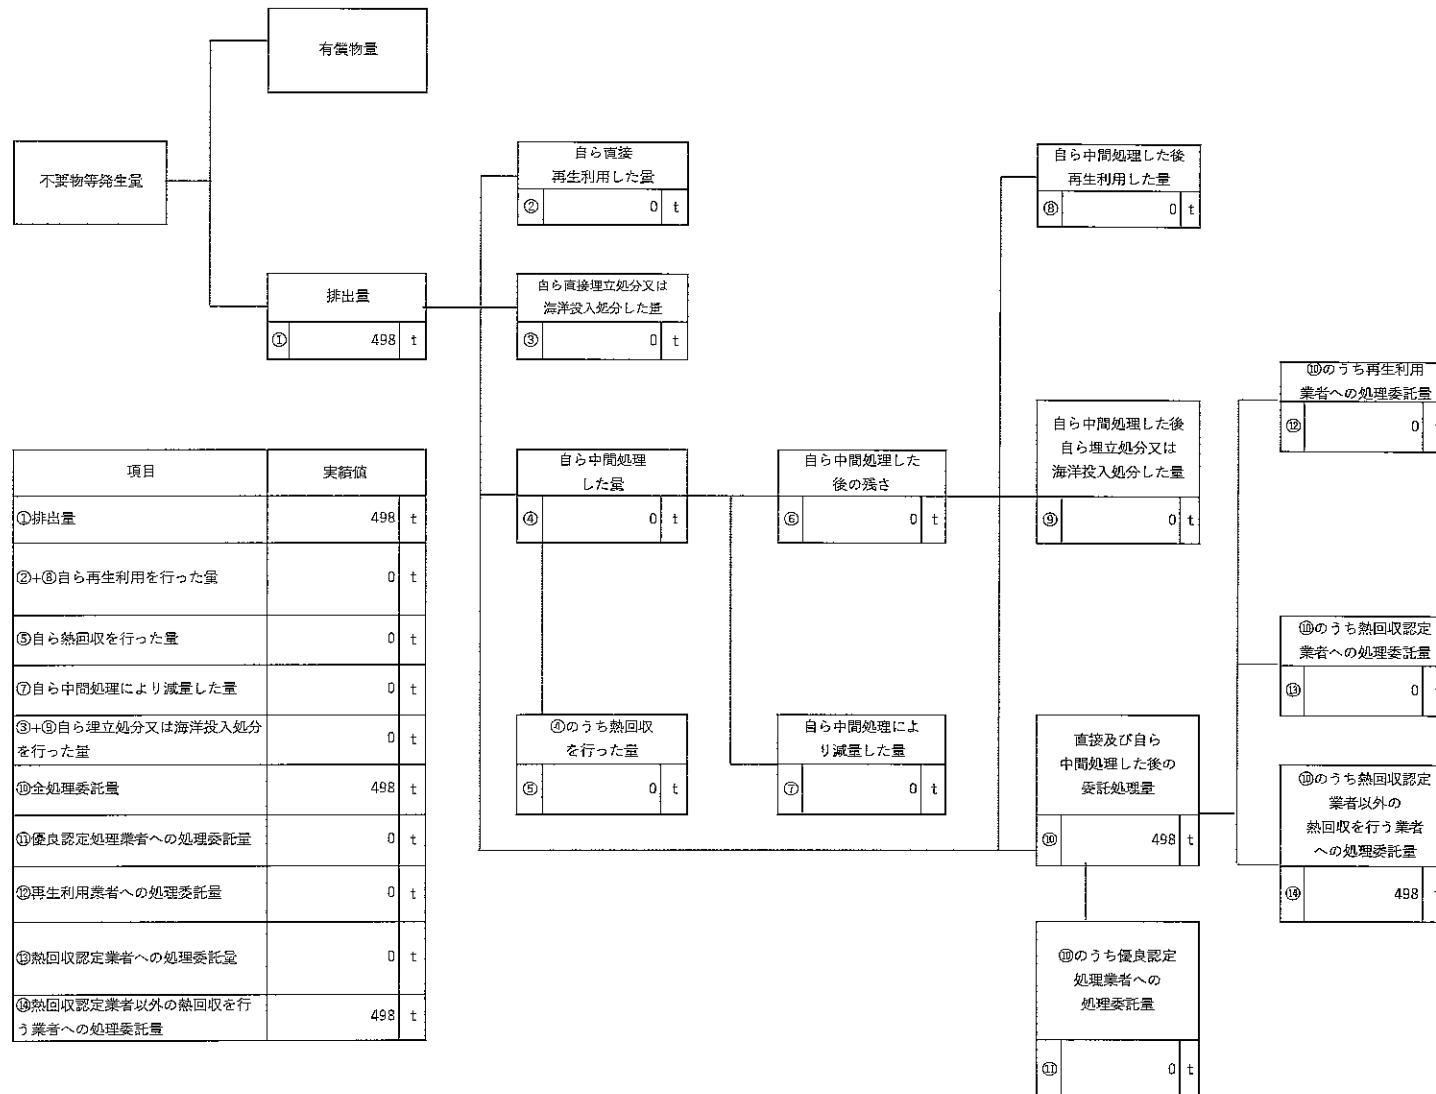 有償物量
不要物等発生量
排出量
① 498 t
自ら直接
再生利用した量
② 0 t
自ら直接埋立処分又は
海洋投入処分した量
③ 0 t
自ら中間処理
した量
④ 0 t
④のうち熱回収
を行った量
⑤ 0 t
自ら中間処理した
後の残さ
⑥ 0 t
自ら中間処理によ
り減量した量
⑦ 0 t
自ら中間処理した後
再生利用した量
⑧ 0 t
自ら中間処理した後
自ら埋立処分又は
海洋投入処分した量
⑨ 0 t
直接及び自ら
中間処理した後の
委託処理量
⑩ 498 t
⑩のうち優良認定
処理業者への
処理委託量
⑪ 0 t
⑩のうち再生利用
業者への処理委託量
⑫ 0
⑩のうち熱回収認定
業者への処理委託量
⑬ 0
⑩のうち熱回収認定
業者以外の
熱回収を行う業者
への処理委託量
⑭ 498
項目 実績値
①排出量 498 t
②+⑧自ら再生利用を行った量 0 t
⑤自ら熱回収を行った量 0 t
⑦自ら中間処理により減量した量 0 t
③+⑨自ら埋立処分又は海洋投入処分
を行った量 0 t
⑩全処理委託量 498 t
⑪優良認定処理業者への処理委託量 0 t
⑫再生利用業者への処理委託量 0 t
⑬熱回収認定業者への処理委託量 0 t
⑭熱回収認定業者以外の熱回収を行
う業者への処理委託量 498 t